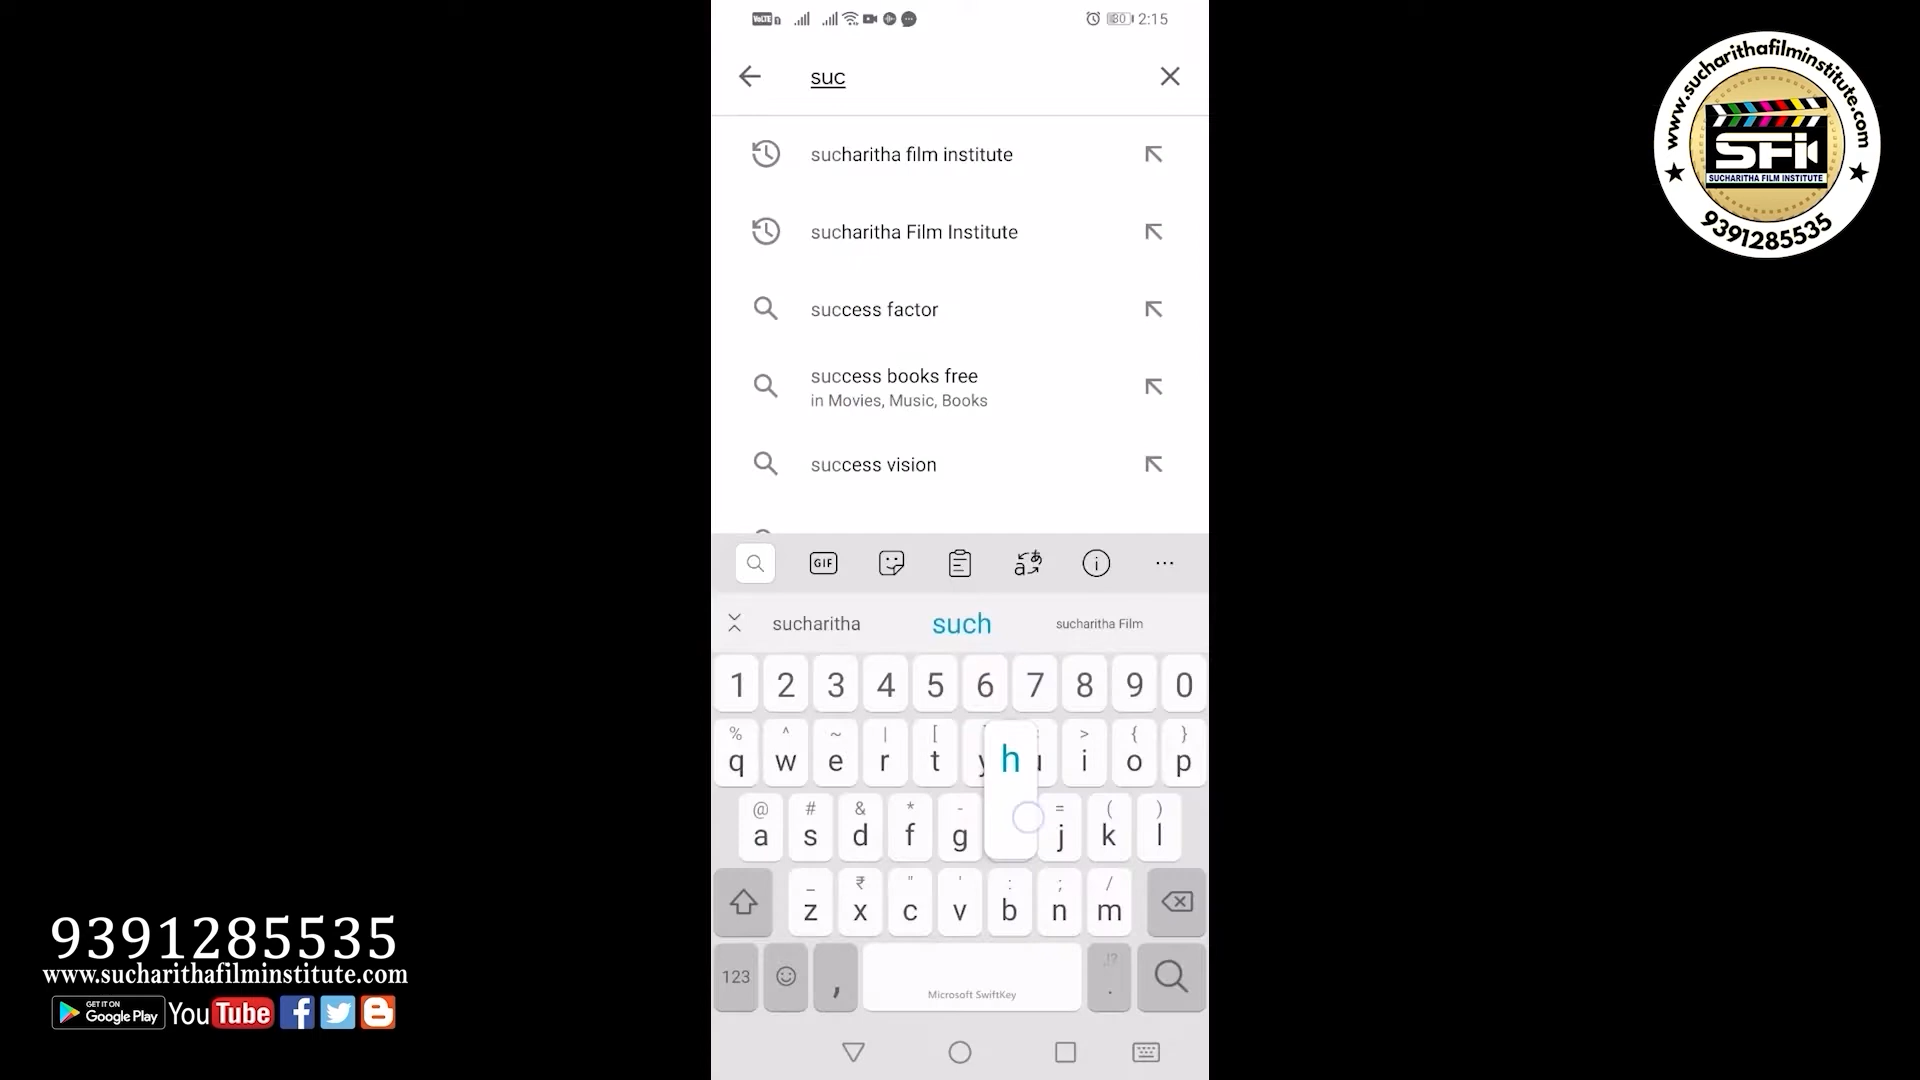 VoLTE
80
2:15
suc
sucharitha film institute
sucharitha Film Institute
success factor
success books free
in Movies, Music, Books
success vision
GIF
sucharitha such sucharitha Film
1 2 3 4 5 6 7 8 9 0
% ^ ~ | [ > { }
q w e r t y h u i o p
@ # & * - = ( )
a s d f g j k l
_ ₹ " ' : ; /
z x c v b n m
123 , Microsoft SwiftKey !? .
www.sucharithafilminstitute.com
SFi
SUCHARITHA FILM INSTITUTE
9391285535
9391285535
www.sucharithafilminstitute.com
GET IT ON
Google Play
YouTube